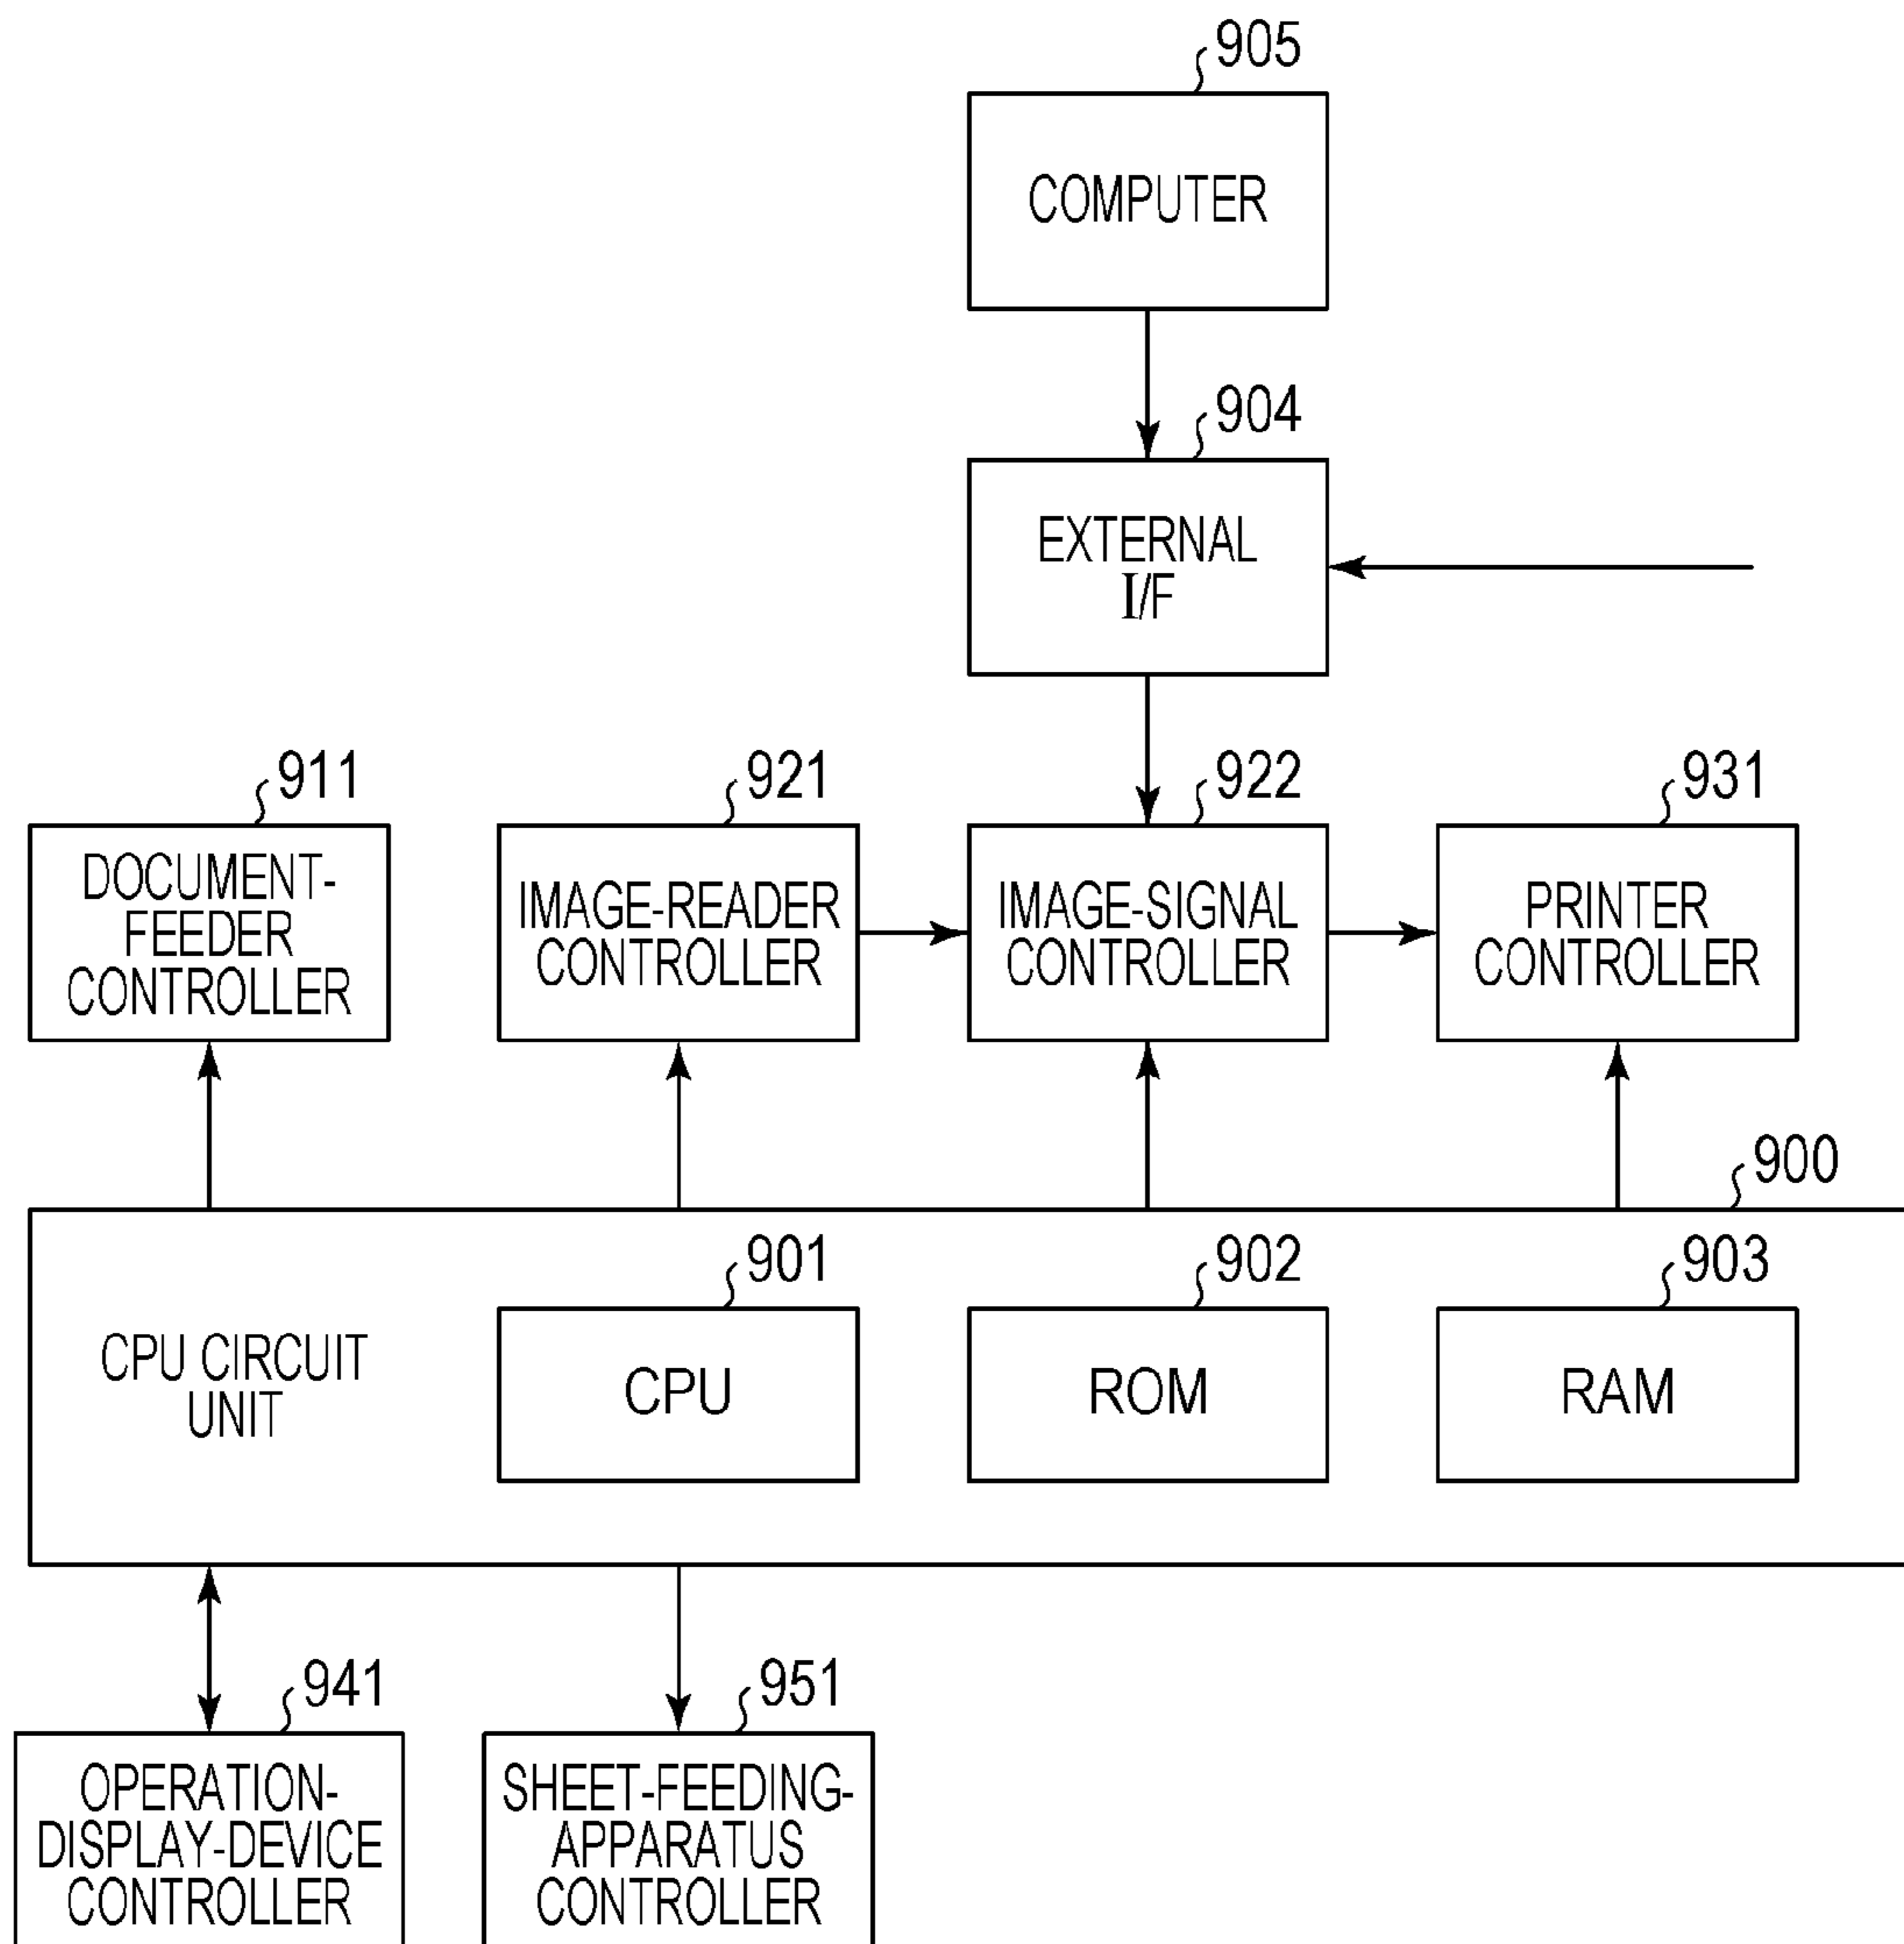 905
COMPUTER
904
EXTERNAL
I/F
911
921
922
931
DOCUMENT-
FEEDER
CONTROLLER
IMAGE-READER
CONTROLLER
IMAGE-SIGNAL
CONTROLLER
PRINTER
CONTROLLER
900
901
902
903
CPU CIRCUIT
UNIT
CPU
ROM
RAM
941
951
OPERATION-
DISPLAY-DEVICE
CONTROLLER
SHEET-FEEDING-
APPARATUS
CONTROLLER